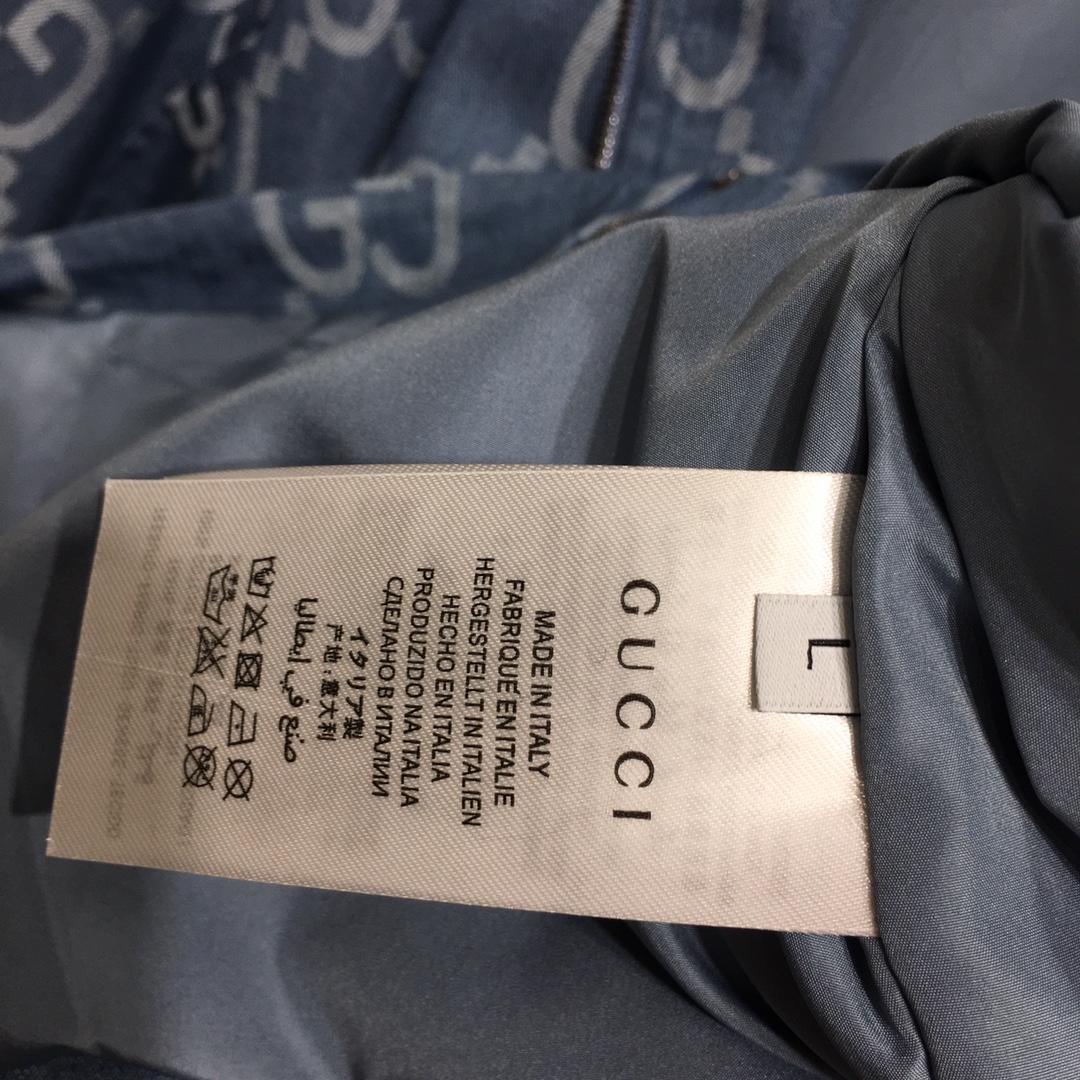 L
GUCCI
MADE IN ITALY
FABRIQUÉ EN ITALIE
HERGESTELLT IN ITALIEN
HECHO EN ITALIA
PRODUZIDO NA ITALIA
СДЕЛАНО В ИТАЛИИ
イタリア製
产地：意大利
صنع في إيطاليا